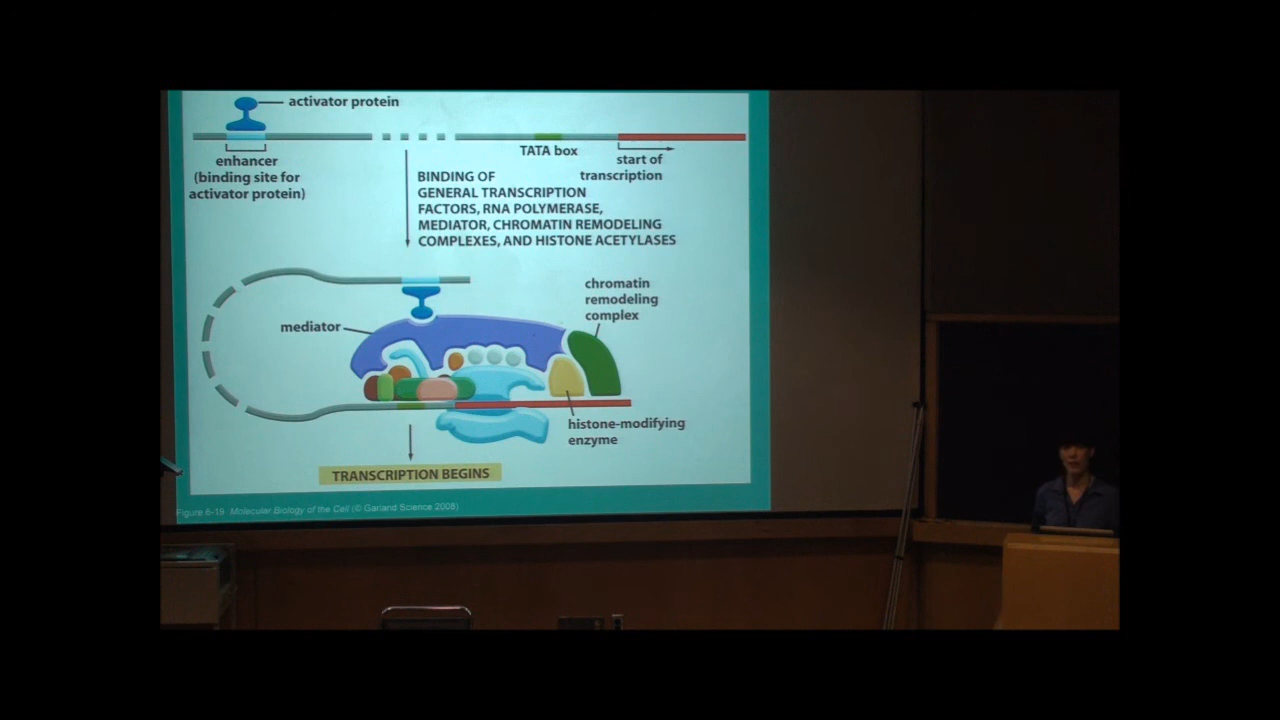 activator protein
enhancer
(binding site for
activator protein)
TATA box
start of
transcription
BINDING OF
GENERAL TRANSCRIPTION
FACTORS, RNA POLYMERASE,
MEDIATOR, CHROMATIN REMODELING
COMPLEXES, AND HISTONE ACETYLASES
chromatin
remodeling
complex
mediator
histone-modifying
enzyme
TRANSCRIPTION BEGINS
Figure 6-19 Molecular Biology of the Cell (© Garland Science 2008)